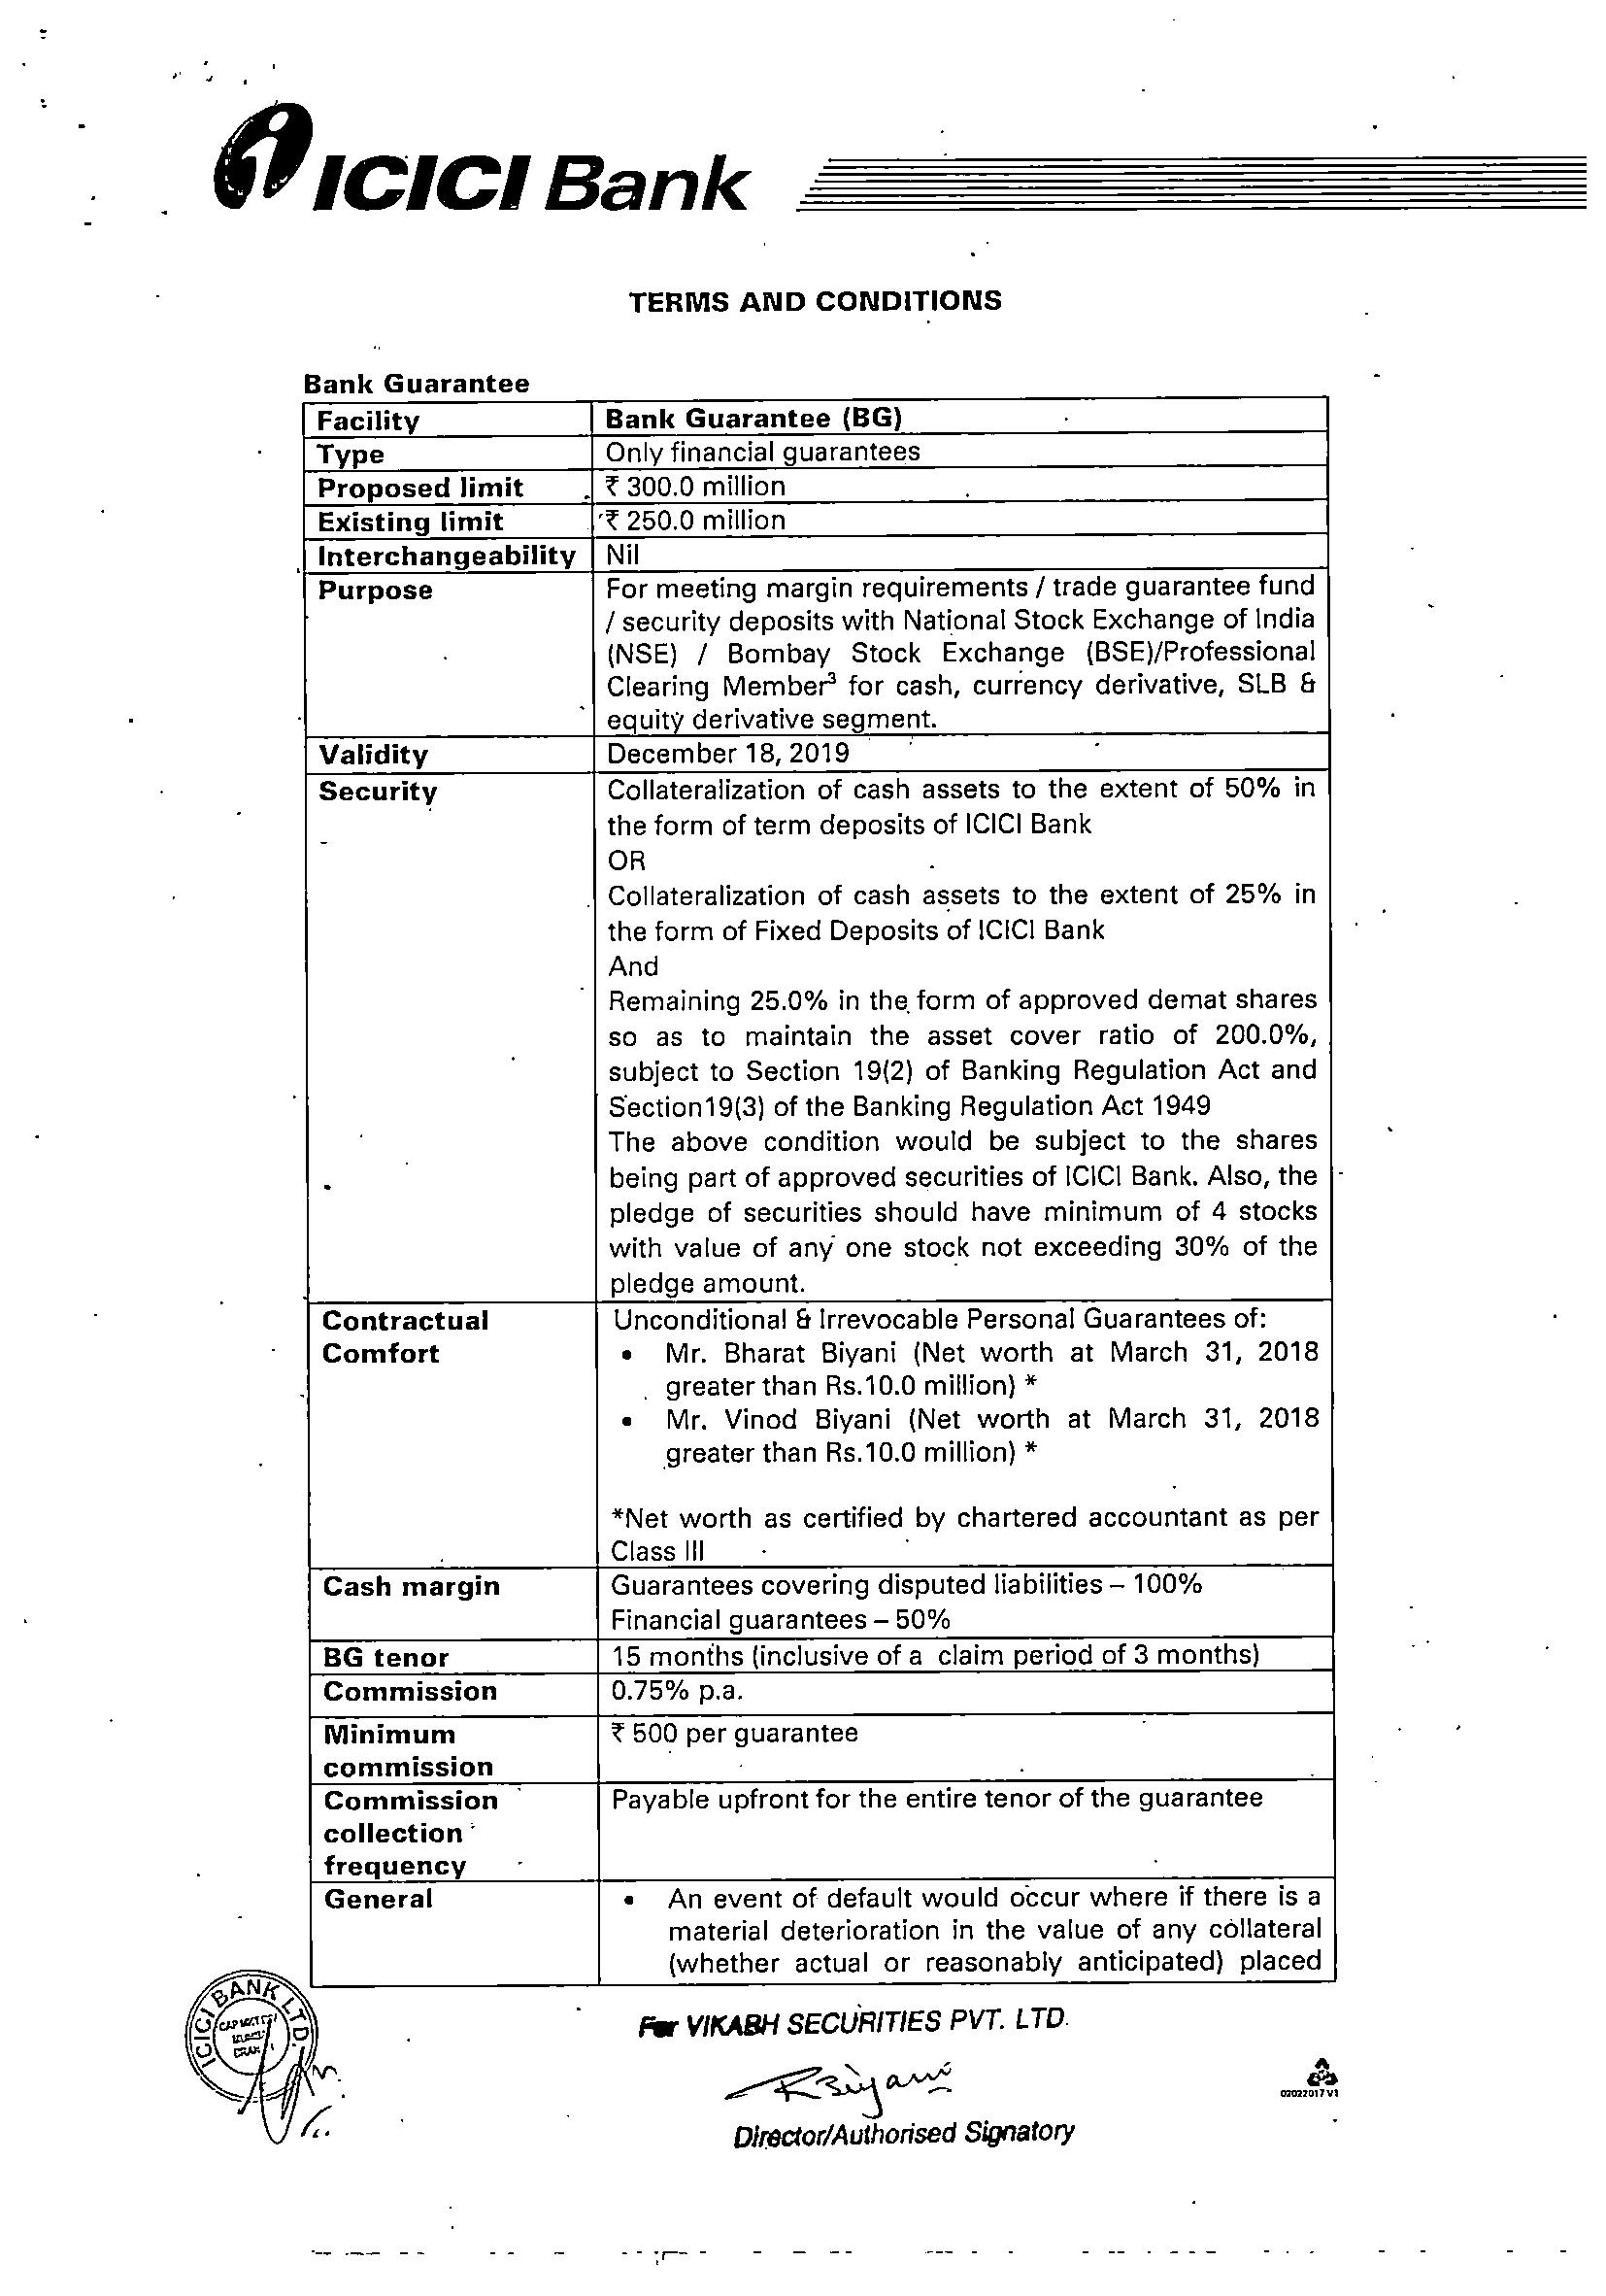 ICICI Bank
TERMS AND CONDITIONS
Bank Guarantee
Facility Bank Guarantee (BG)
Type Only financial guarantees
Proposed limit ₹ 300.0 million
Existing limit ₹ 250.0 million
Interchangeability Nil
Purpose For meeting margin requirements / trade guarantee fund
/ security deposits with National Stock Exchange of India
(NSE) / Bombay Stock Exchange (BSE)/Professional
Clearing Member³ for cash, currency derivative, SLB &
equity derivative segment.
Validity December 18, 2019
Security Collateralization of cash assets to the extent of 50% in
the form of term deposits of ICICI Bank
OR
Collateralization of cash assets to the extent of 25% in
the form of Fixed Deposits of ICICI Bank
And
Remaining 25.0% in the form of approved demat shares
so as to maintain the asset cover ratio of 200.0%,
subject to Section 19(2) of Banking Regulation Act and
Section19(3) of the Banking Regulation Act 1949
The above condition would be subject to the shares
being part of approved securities of ICICI Bank. Also, the
pledge of securities should have minimum of 4 stocks
with value of any one stock not exceeding 30% of the
pledge amount.
Contractual Unconditional & Irrevocable Personal Guarantees of:
Comfort • Mr. Bharat Biyani (Net worth at March 31, 2018
greater than Rs.10.0 million) *
• Mr. Vinod Biyani (Net worth at March 31, 2018
greater than Rs.10.0 million) *
*Net worth as certified by chartered accountant as per
Class III
Cash margin Guarantees covering disputed liabilities – 100%
Financial guarantees – 50%
BG tenor 15 months (inclusive of a claim period of 3 months)
Commission 0.75% p.a.
Minimum ₹ 500 per guarantee
commission
Commission Payable upfront for the entire tenor of the guarantee
collection
frequency
General • An event of default would occur where if there is a
material deterioration in the value of any collateral
(whether actual or reasonably anticipated) placed
ICICI BANK LTD.
For VIKABH SECURITIES PVT. LTD.
RBiyani
02022017 V1
Director/Authorised Signatory